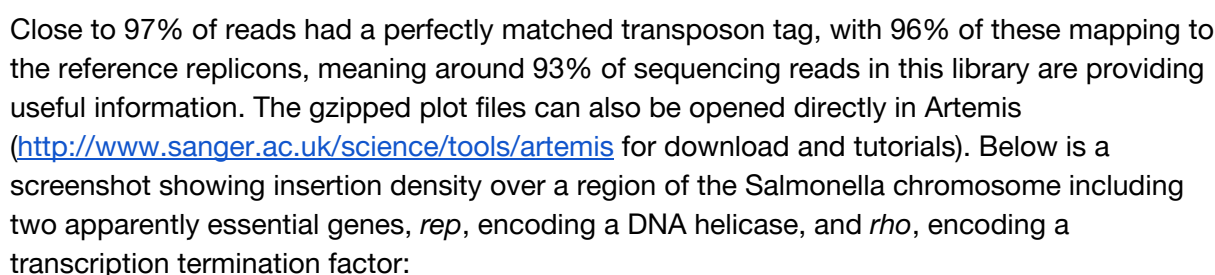 Close to 97% of reads had a perfectly matched transposon tag, with 96% of these mapping to
the reference replicons, meaning around 93% of sequencing reads in this library are providing
useful information. The gzipped plot files can also be opened directly in Artemis
(http://www.sanger.ac.uk/science/tools/artemis for download and tutorials). Below is a
screenshot showing insertion density over a region of the Salmonella chromosome including
two apparently essential genes, rep, encoding a DNA helicase, and rho, encoding a
transcription termination factor: